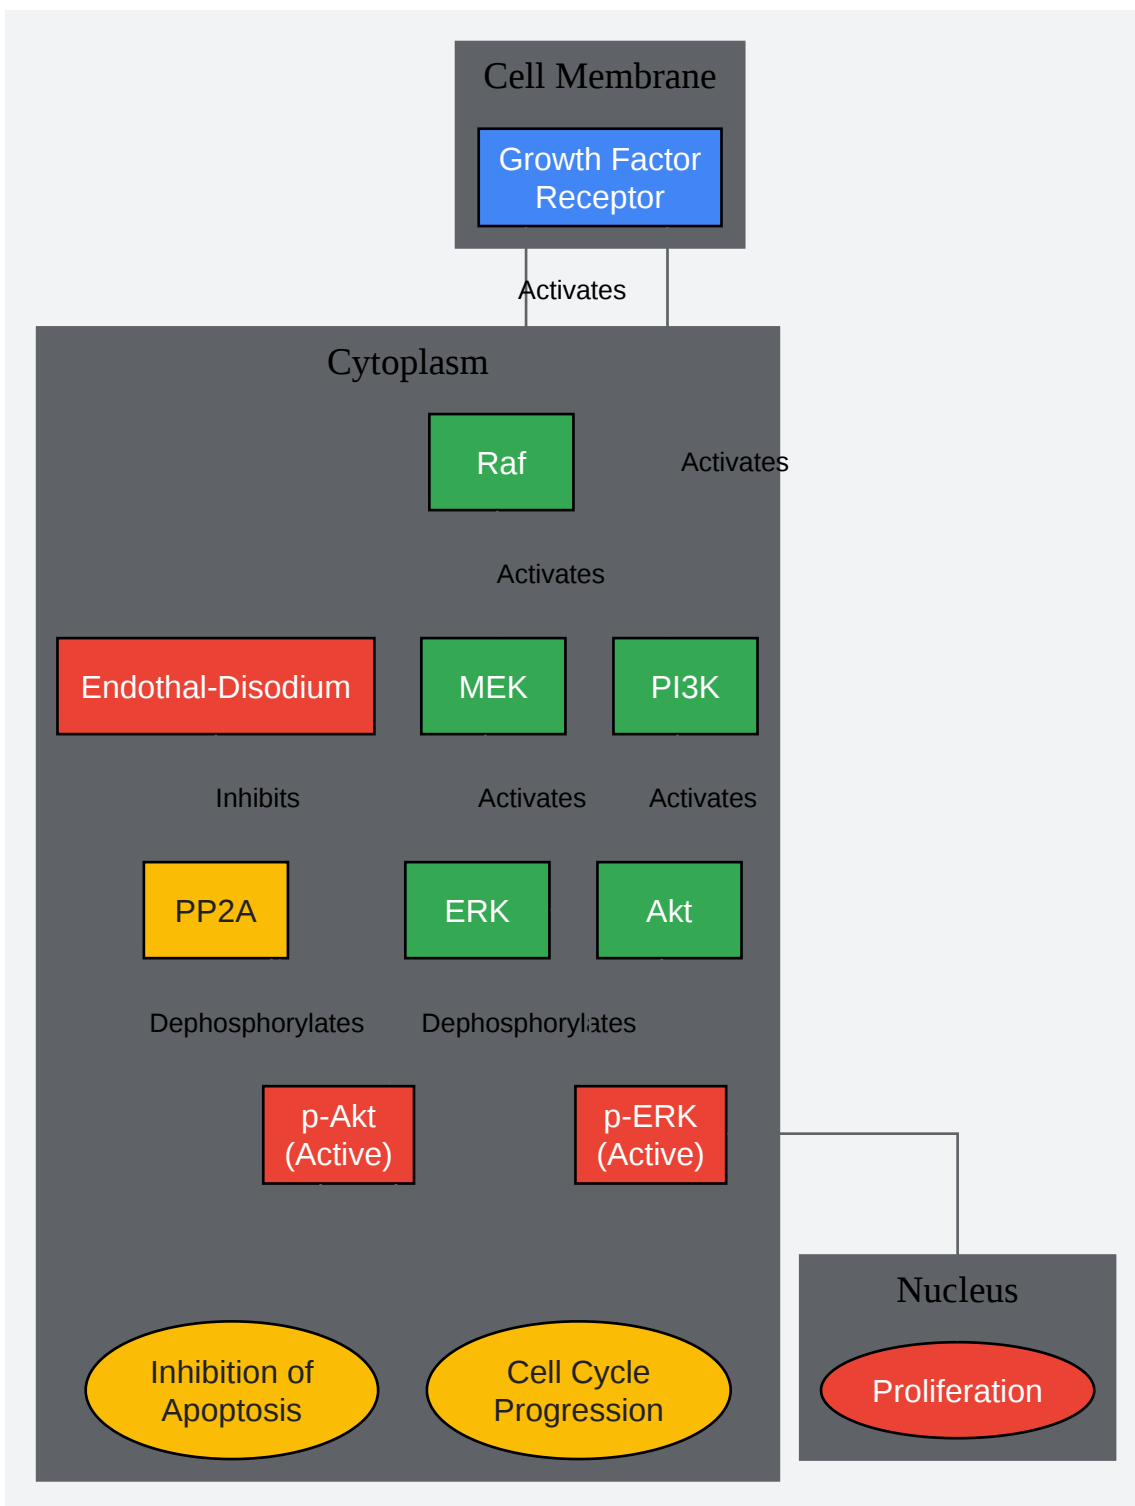 Cell Membrane
Growth Factor
Receptor
Activates
Cytoplasm
Raf
Activates
Activates
Endothal-Disodium
MEK
PI3K
Inhibits
Activates
Activates
PP2A
ERK
Akt
Dephosphorylates
Dephosphorylates
p-Akt
(Active)
p-ERK
(Active)
Nucleus
Inhibition of
Apoptosis
Cell Cycle
Progression
Proliferation